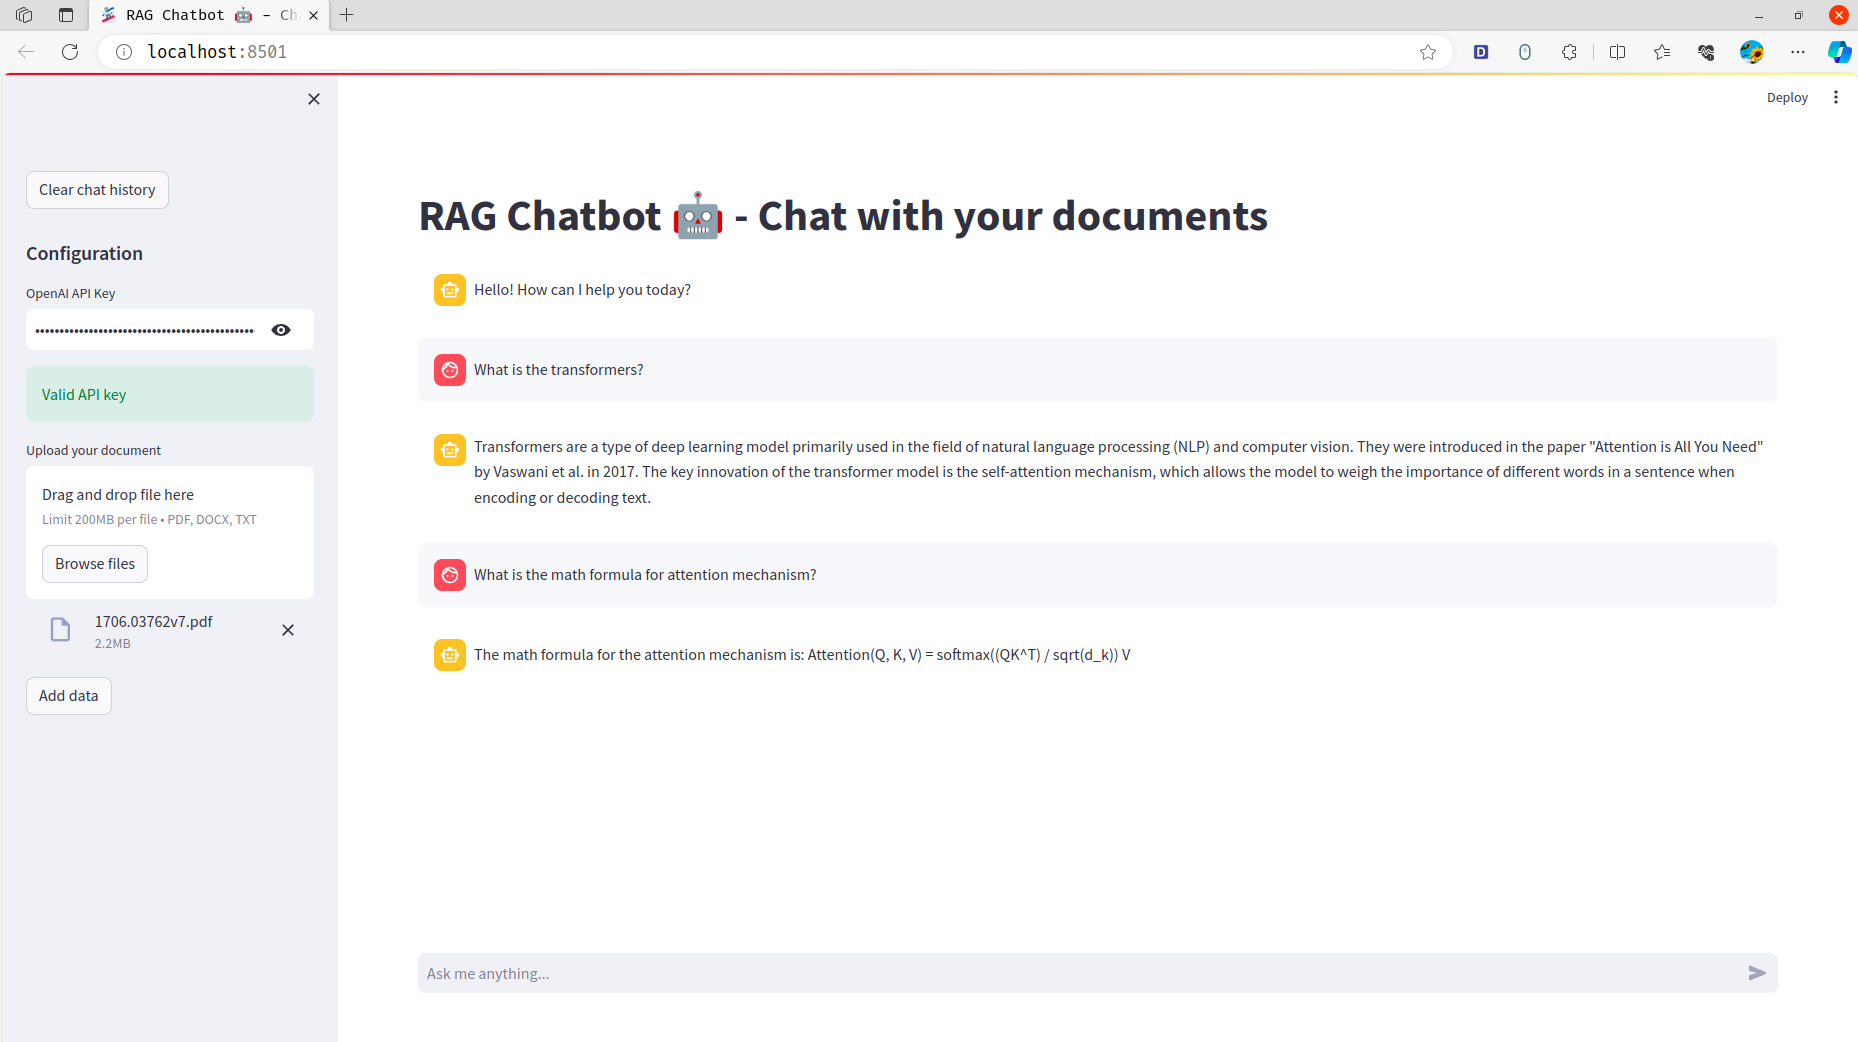 RAG Chatbot 🤖 - Ch
localhost:8501
Deploy
Clear chat history
Configuration
OpenAI API Key
Valid API key
Upload your document
Drag and drop file here
Limit 200MB per file • PDF, DOCX, TXT
Browse files
1706.03762v7.pdf
2.2MB
Add data
RAG Chatbot 🤖 - Chat with your documents
Hello! How can I help you today?
What is the transformers?
Transformers are a type of deep learning model primarily used in the field of natural language processing (NLP) and computer vision. They were introduced in the paper "Attention is All You Need"
by Vaswani et al. in 2017. The key innovation of the transformer model is the self-attention mechanism, which allows the model to weigh the importance of different words in a sentence when
encoding or decoding text.
What is the math formula for attention mechanism?
The math formula for the attention mechanism is: Attention(Q, K, V) = softmax((QK^T) / sqrt(d_k)) V
Ask me anything...